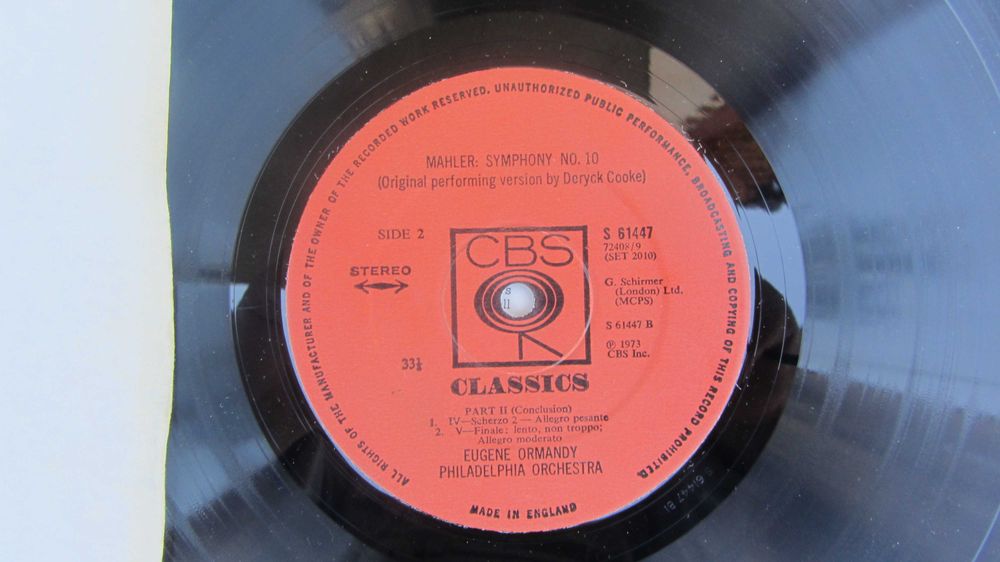 ALL RIGHTS OF THE MANUFACTURER AND OF THE OWNER OF THE RECORDED WORK RESERVED. UNAUTHORIZED PUBLIC PERFORMANCE, BROADCASTING AND COPYING OF THIS RECORD PROHIBITED.
MAHLER: SYMPHONY NO. 10
(Original performing version by Deryck Cooke)
SIDE 2
STEREO
33⅓
CBS
CLASSICS
S 61447
72408/9
(SET 2010)
G. Schirmer
(London) Ltd.
(MCPS)
S 61447 B
℗ 1973
CBS Inc.
PART II (Conclusion)
1. IV—Scherzo 2 — Allegro pesante
2. V—Finale: lento, non troppo;
Allegro moderato
EUGENE ORMANDY
PHILADELPHIA ORCHESTRA
MADE IN ENGLAND